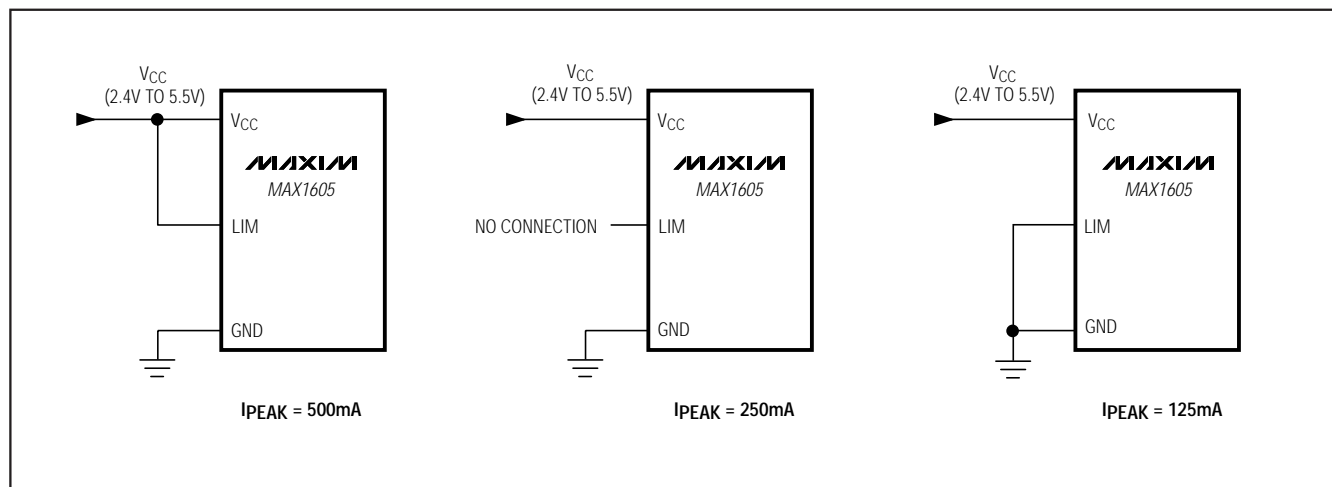 VCC
(2.4V TO 5.5V)
VCC
MAXIM
MAX1605
LIM
GND
IPEAK = 500mA
VCC
(2.4V TO 5.5V)
VCC
MAXIM
MAX1605
NO CONNECTION
LIM
GND
IPEAK = 250mA
VCC
(2.4V TO 5.5V)
VCC
MAXIM
MAX1605
LIM
GND
IPEAK = 125mA